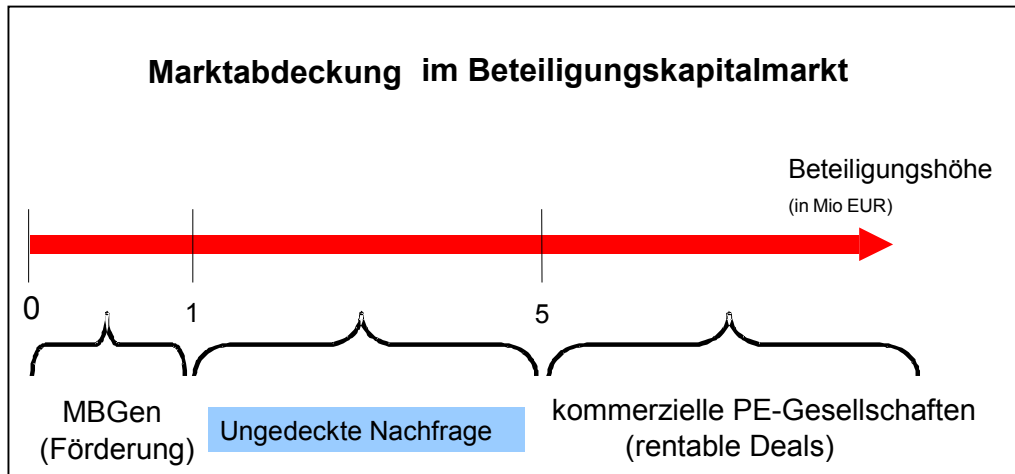 Marktabdeckung im Beteiligungskapitalmarkt
Beteiligungshöhe
(in Mio EUR)
0 1 5
MBGen
(Förderung)
Ungedeckte Nachfrage
kommerzielle PE-Gesellschaften
(rentable Deals)